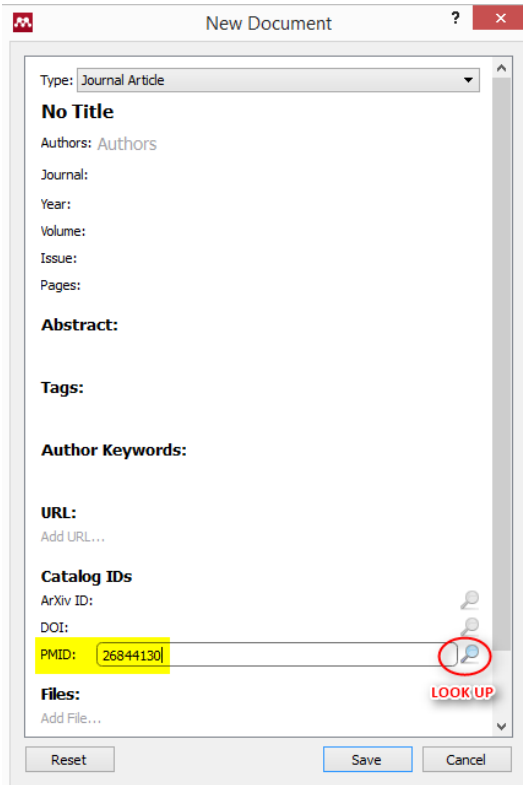 New Document
?
Type: Journal Article
No Title
Authors: Authors
Journal:
Year:
Volume:
Issue:
Pages:
Abstract:
Tags:
Author Keywords:
URL:
Add URL...
Catalog IDs
ArXiv ID:
DOI:
PMID: 26844130
LOOK UP
Files:
Add File...
Reset Save Cancel